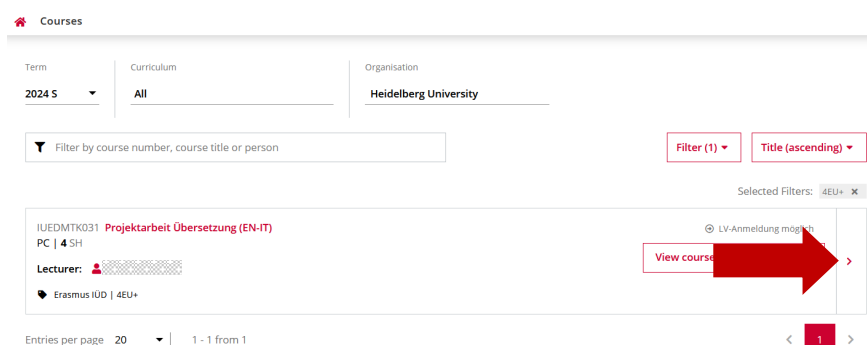 Courses
Term Curriculum Organisation
2024 S All Heidelberg University
Filter by course number, course title or person Filter (1) Title (ascending)
Selected Filters: 4EU+
IUEDMTK031 Projektarbeit Übersetzung (EN-IT) LV-Anmeldung möglich
PC | 4 SH
View course
Lecturer:
Erasmus IÜD | 4EU+
Entries per page 20 1 - 1 from 1 1